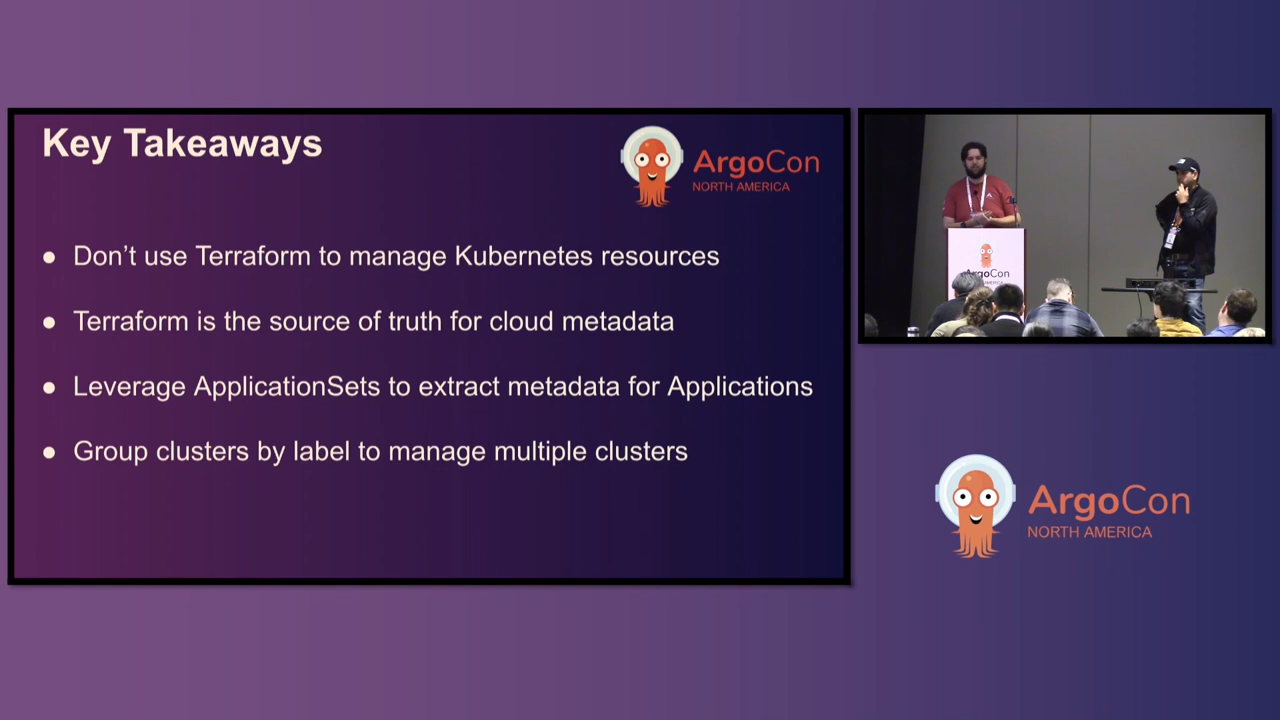 Key Takeaways
ArgoCon
NORTH AMERICA
● Don’t use Terraform to manage Kubernetes resources
● Terraform is the source of truth for cloud metadata
● Leverage ApplicationSets to extract metadata for Applications
● Group clusters by label to manage multiple clusters
ArgoCon
ArgoCon
NORTH AMERICA